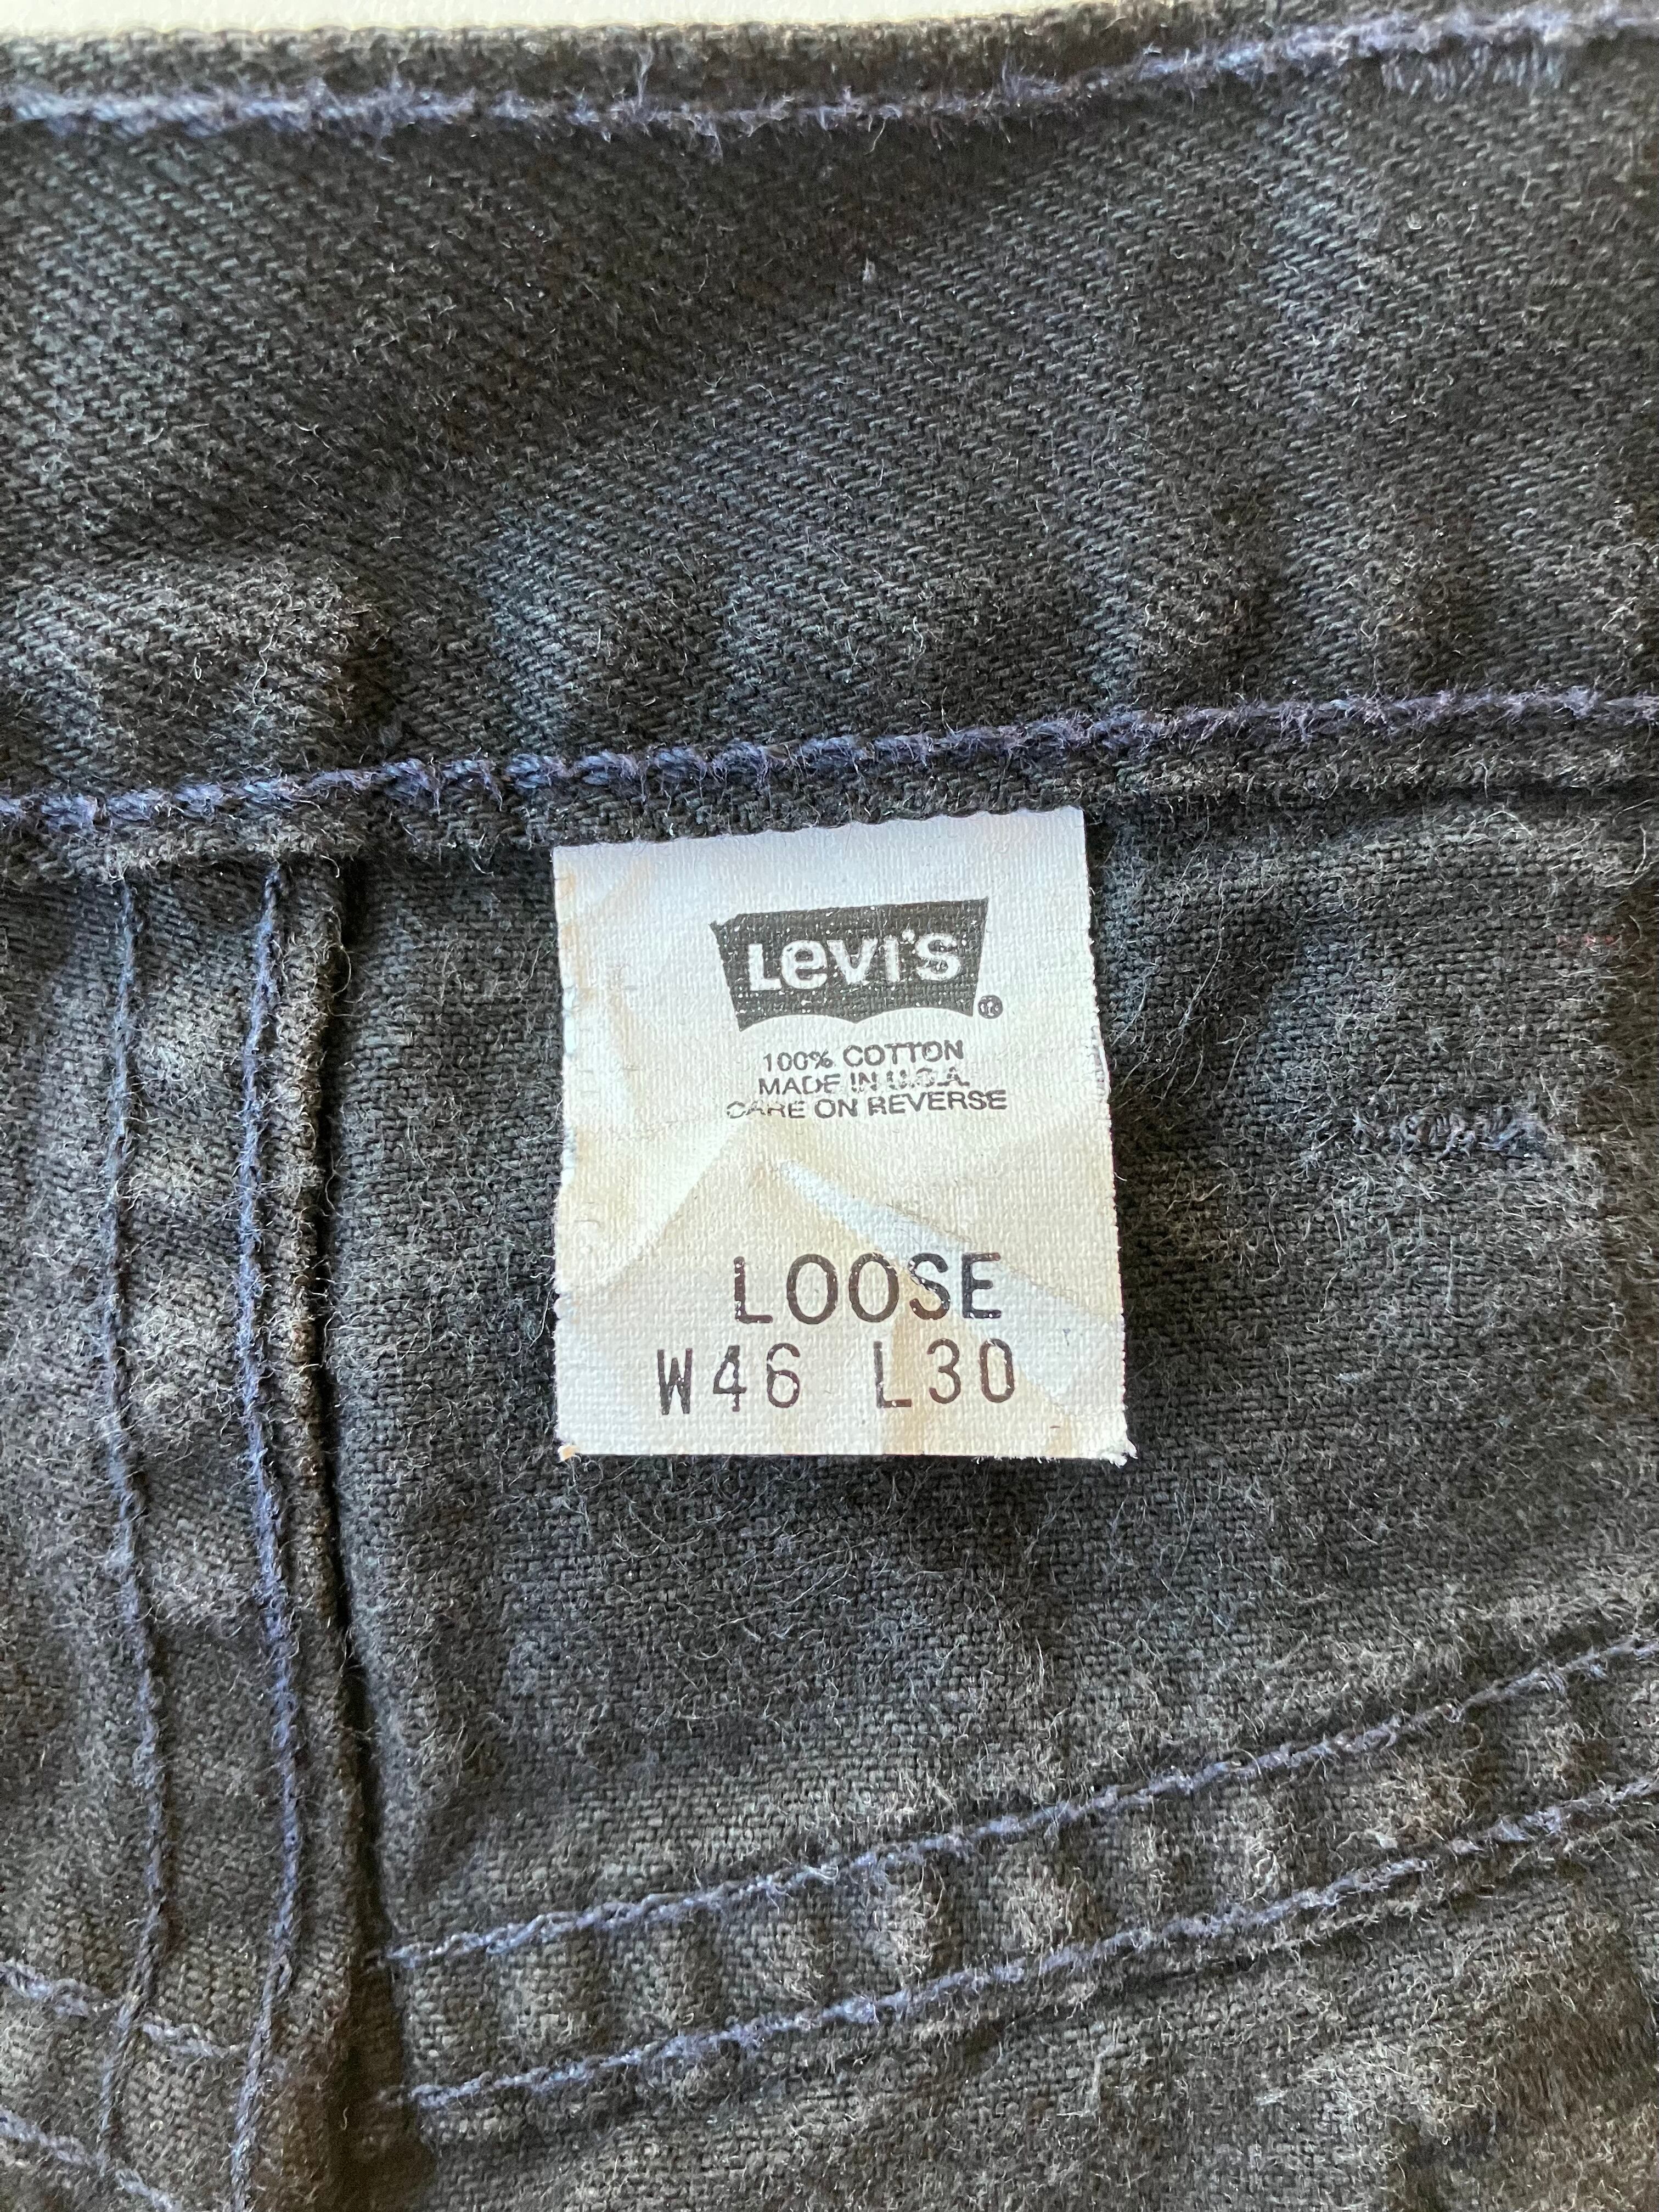 Levi's ®
100% COTTON
MADE IN U.S.A.
CARE ON REVERSE
LOOSE
W46 L30